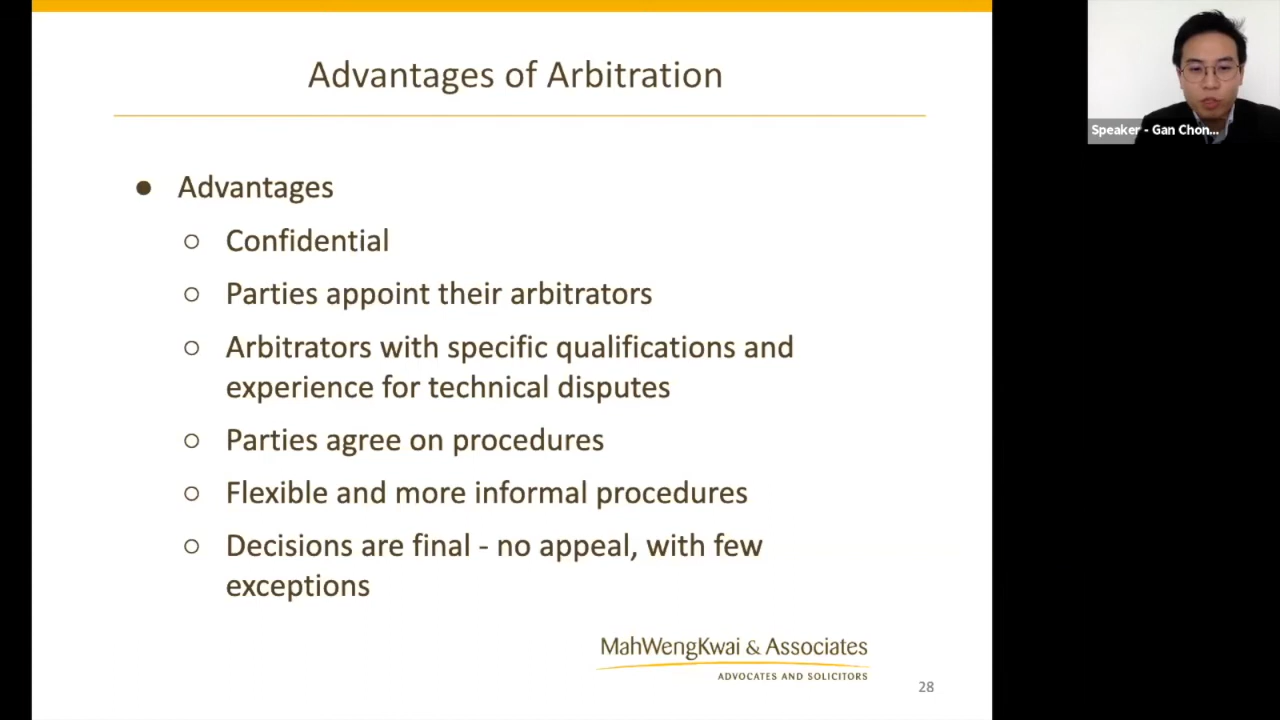 Advantages of Arbitration
● Advantages
○ Confidential
○ Parties appoint their arbitrators
○ Arbitrators with specific qualifications and
experience for technical disputes
○ Parties agree on procedures
○ Flexible and more informal procedures
○ Decisions are final - no appeal, with few
exceptions
MahWengKwai & Associates
ADVOCATES AND SOLICITORS
28
Speaker - Gan Chon...